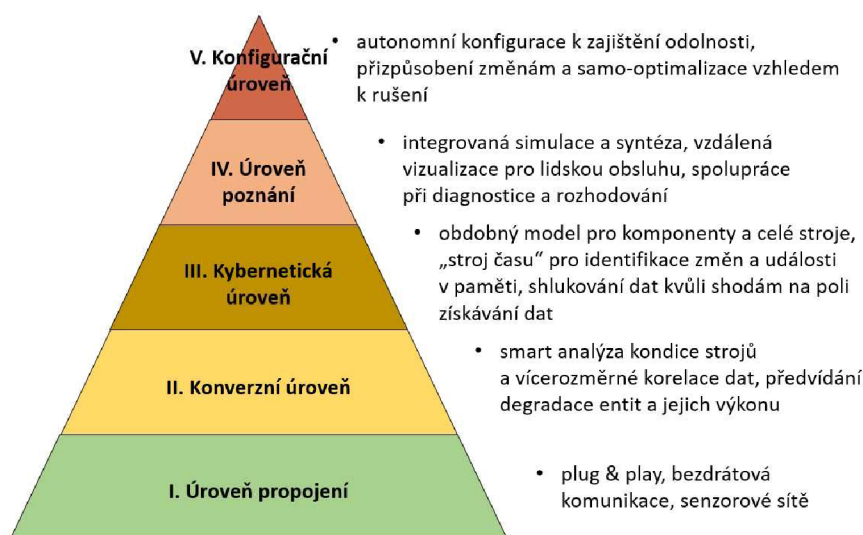 V. Konfigurační
úroveň
• autonomní konfigurace k zajištění odolnosti,
přizpůsobení změnám a samo-optimalizace vzhledem
k rušení
IV. Úroveň
poznání
• integrovaná simulace a syntéza, vzdálená
vizualizace pro lidskou obsluhu, spolupráce
při diagnostice a rozhodování
III. Kybernetická
úroveň
• obdobný model pro komponenty a celé stroje,
„stroj času“ pro identifikace změn a události
v paměti, shlukování dat kvůli shodám na poli
získávání dat
II. Konverzní úroveň
• smart analýza kondice strojů
a vícerozměrné korelace dat, předvídání
degradace entit a jejich výkonu
I. Úroveň propojení
• plug & play, bezdrátová
komunikace, senzorové sítě